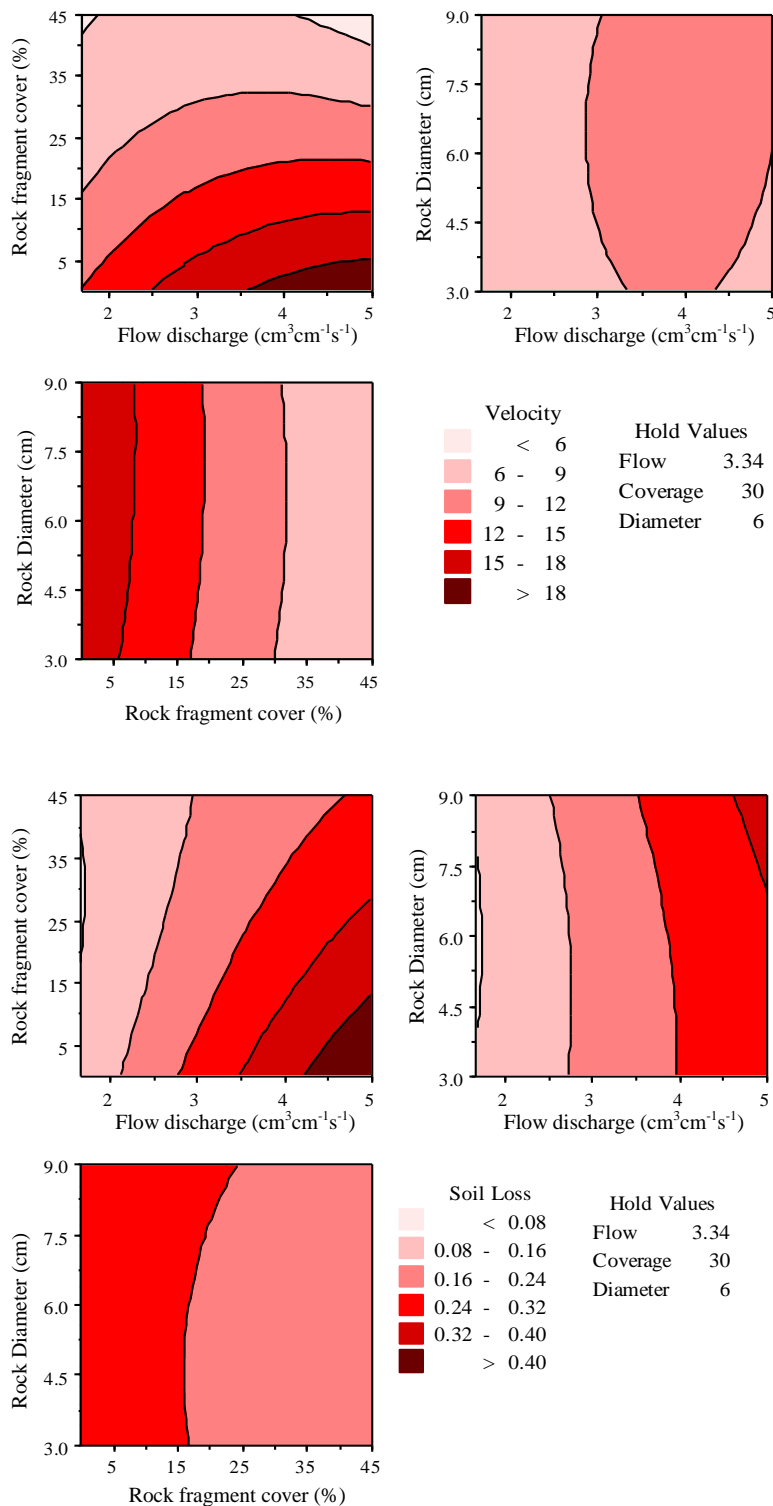 45
35
25
15
5
Rock fragment cover (%)
2 3 4 5
Flow discharge (cm³cm⁻¹s⁻¹)
9.0
7.5
6.0
4.5
3.0
Rock Diameter (cm)
2 3 4 5
Flow discharge (cm³cm⁻¹s⁻¹)
9.0
7.5
6.0
4.5
3.0
Rock Diameter (cm)
5 15 25 35 45
Rock fragment cover (%)
Velocity
< 6
6 - 9
9 - 12
12 - 15
15 - 18
> 18
Hold Values
Flow 3.34
Coverage 30
Diameter 6
45
35
25
15
5
Rock fragment cover (%)
2 3 4 5
Flow discharge (cm³cm⁻¹s⁻¹)
9.0
7.5
6.0
4.5
3.0
Rock Diameter (cm)
2 3 4 5
Flow discharge (cm³cm⁻¹s⁻¹)
9.0
7.5
6.0
4.5
3.0
Rock Diameter (cm)
5 15 25 35 45
Rock fragment cover (%)
Soil Loss
< 0.08
0.08 - 0.16
0.16 - 0.24
0.24 - 0.32
0.32 - 0.40
> 0.40
Hold Values
Flow 3.34
Coverage 30
Diameter 6